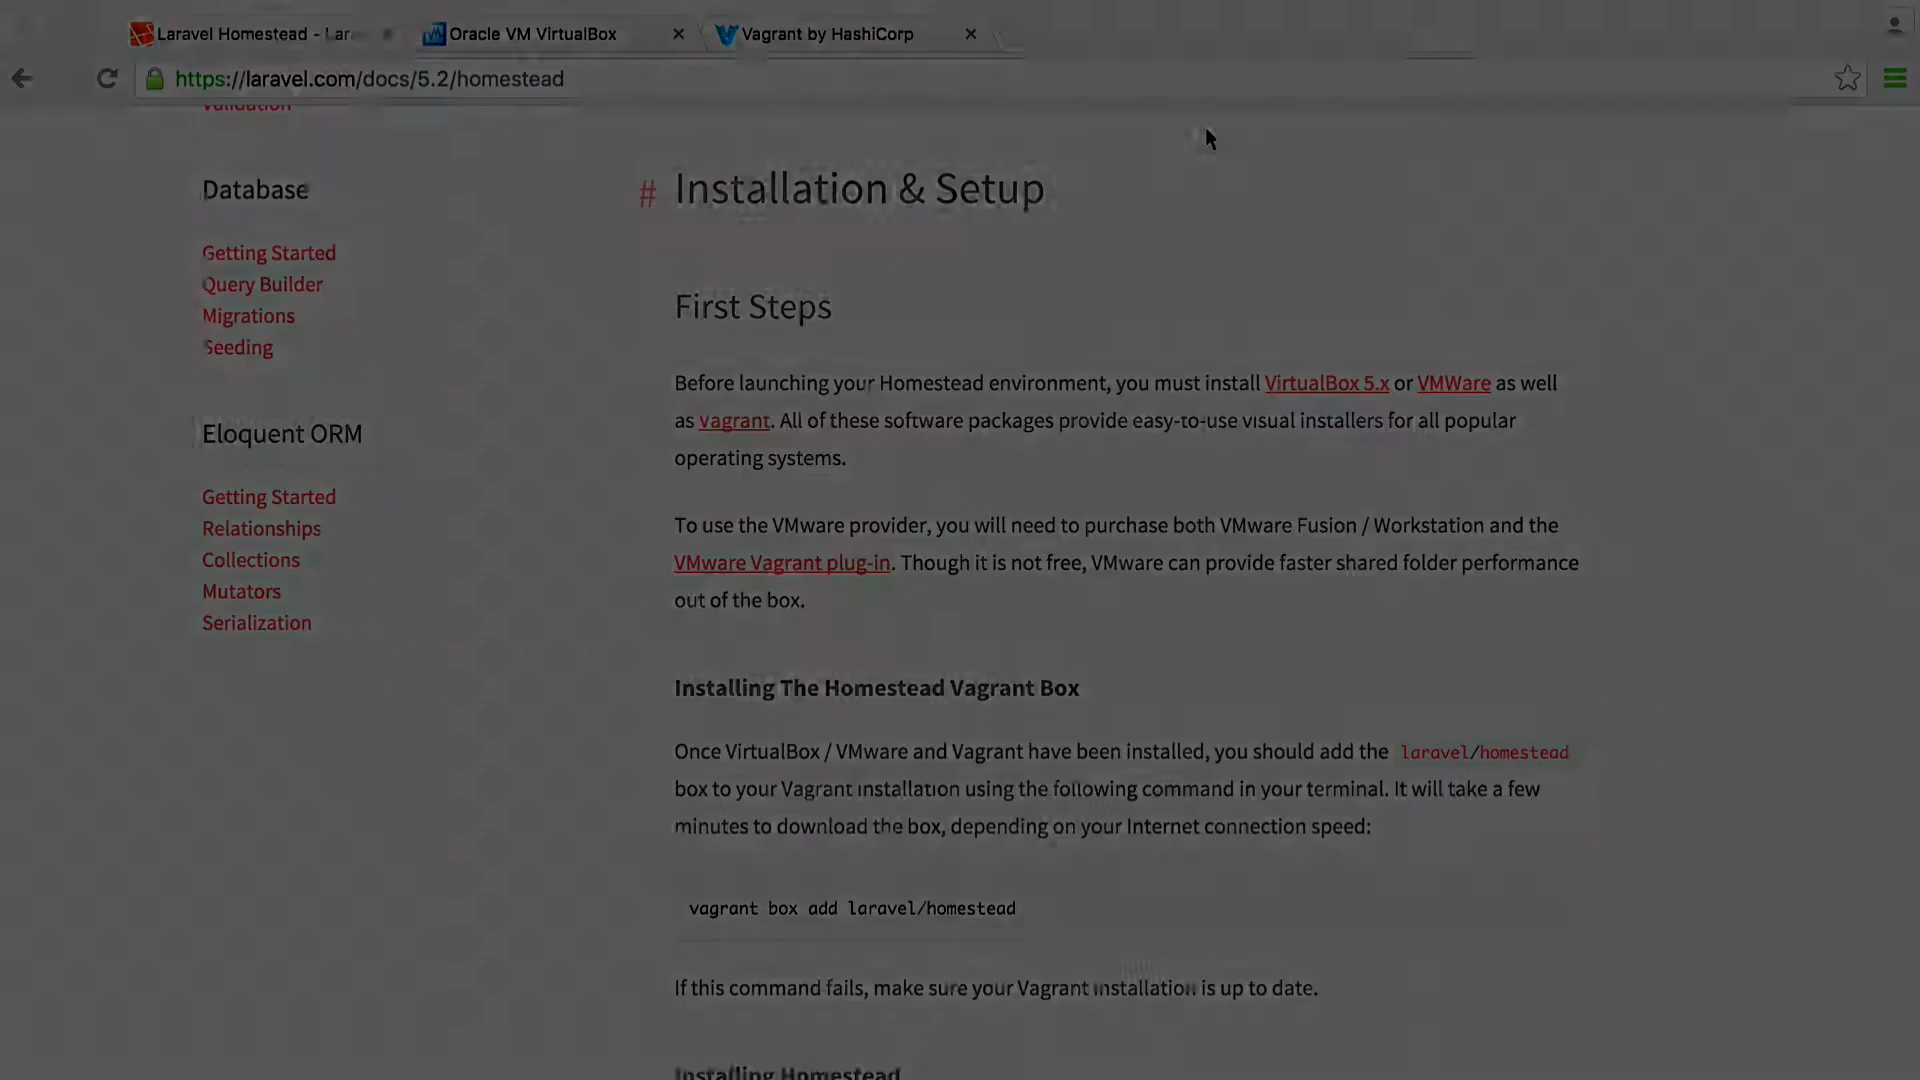 Laravel Homestead - Lar
Oracle VM VirtualBox
Vagrant by HashiCorp
https://laravel.com/docs/5.2/homestead
Validation
Database
Getting Started
Query Builder
Migrations
Seeding
Eloquent ORM
Getting Started
Relationships
Collections
Mutators
Serialization
# Installation & Setup
First Steps
Before launching your Homestead environment, you must install VirtualBox 5.x or VMWare as well
as vagrant. All of these software packages provide easy-to-use visual installers for all popular
operating systems.
To use the VMware provider, you will need to purchase both VMware Fusion / Workstation and the
VMware Vagrant plug-in. Though it is not free, VMware can provide faster shared folder performance
out of the box.
Installing The Homestead Vagrant Box
Once VirtualBox / VMware and Vagrant have been installed, you should add the laravel/homestead
box to your Vagrant installation using the following command in your terminal. It will take a few
minutes to download the box, depending on your Internet connection speed:
vagrant box add laravel/homestead
If this command fails, make sure your Vagrant installation is up to date.
Installing Homestead